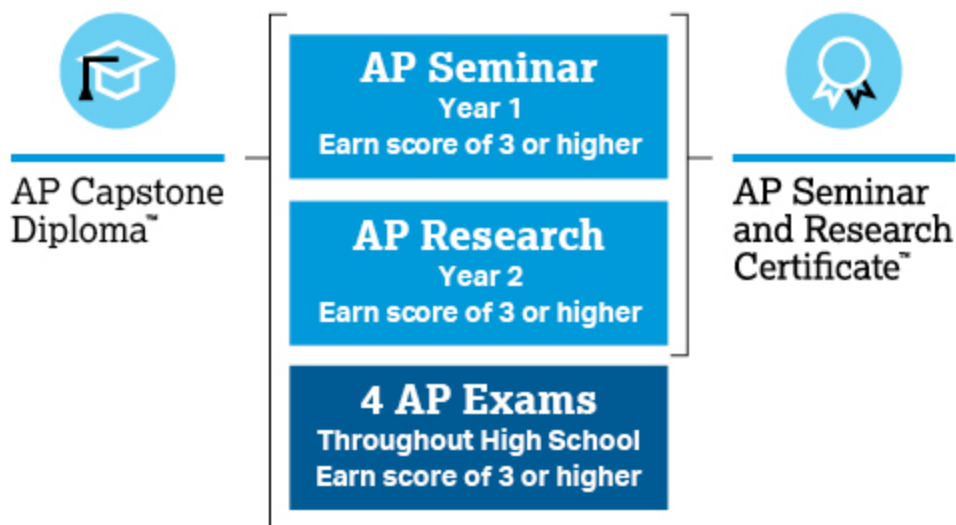 AP Capstone
Diploma™
AP Seminar
Year 1
Earn score of 3 or higher
AP Research
Year 2
Earn score of 3 or higher
4 AP Exams
Throughout High School
Earn score of 3 or higher
AP Seminar
and Research
Certificate™